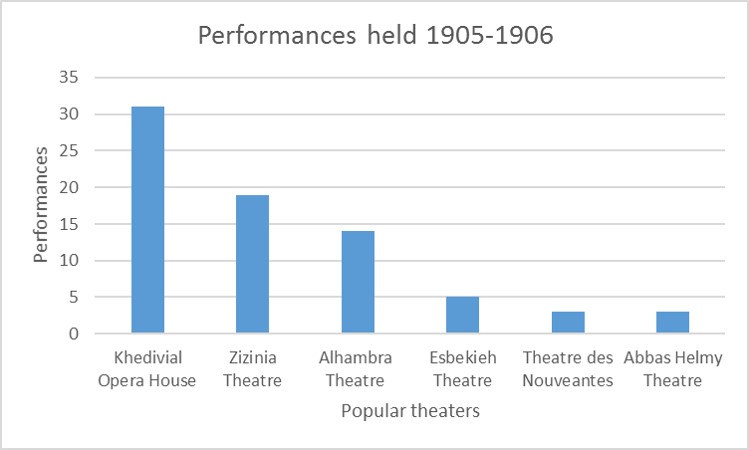 Performances held 1905-1906
Performances
35
30
25
20
15
10
5
0
Khedivial Opera House
Zizinia Theatre
Alhambra Theatre
Esbekieh Theatre
Theatre des Nouveantes
Abbas Helmy Theatre
Popular theaters